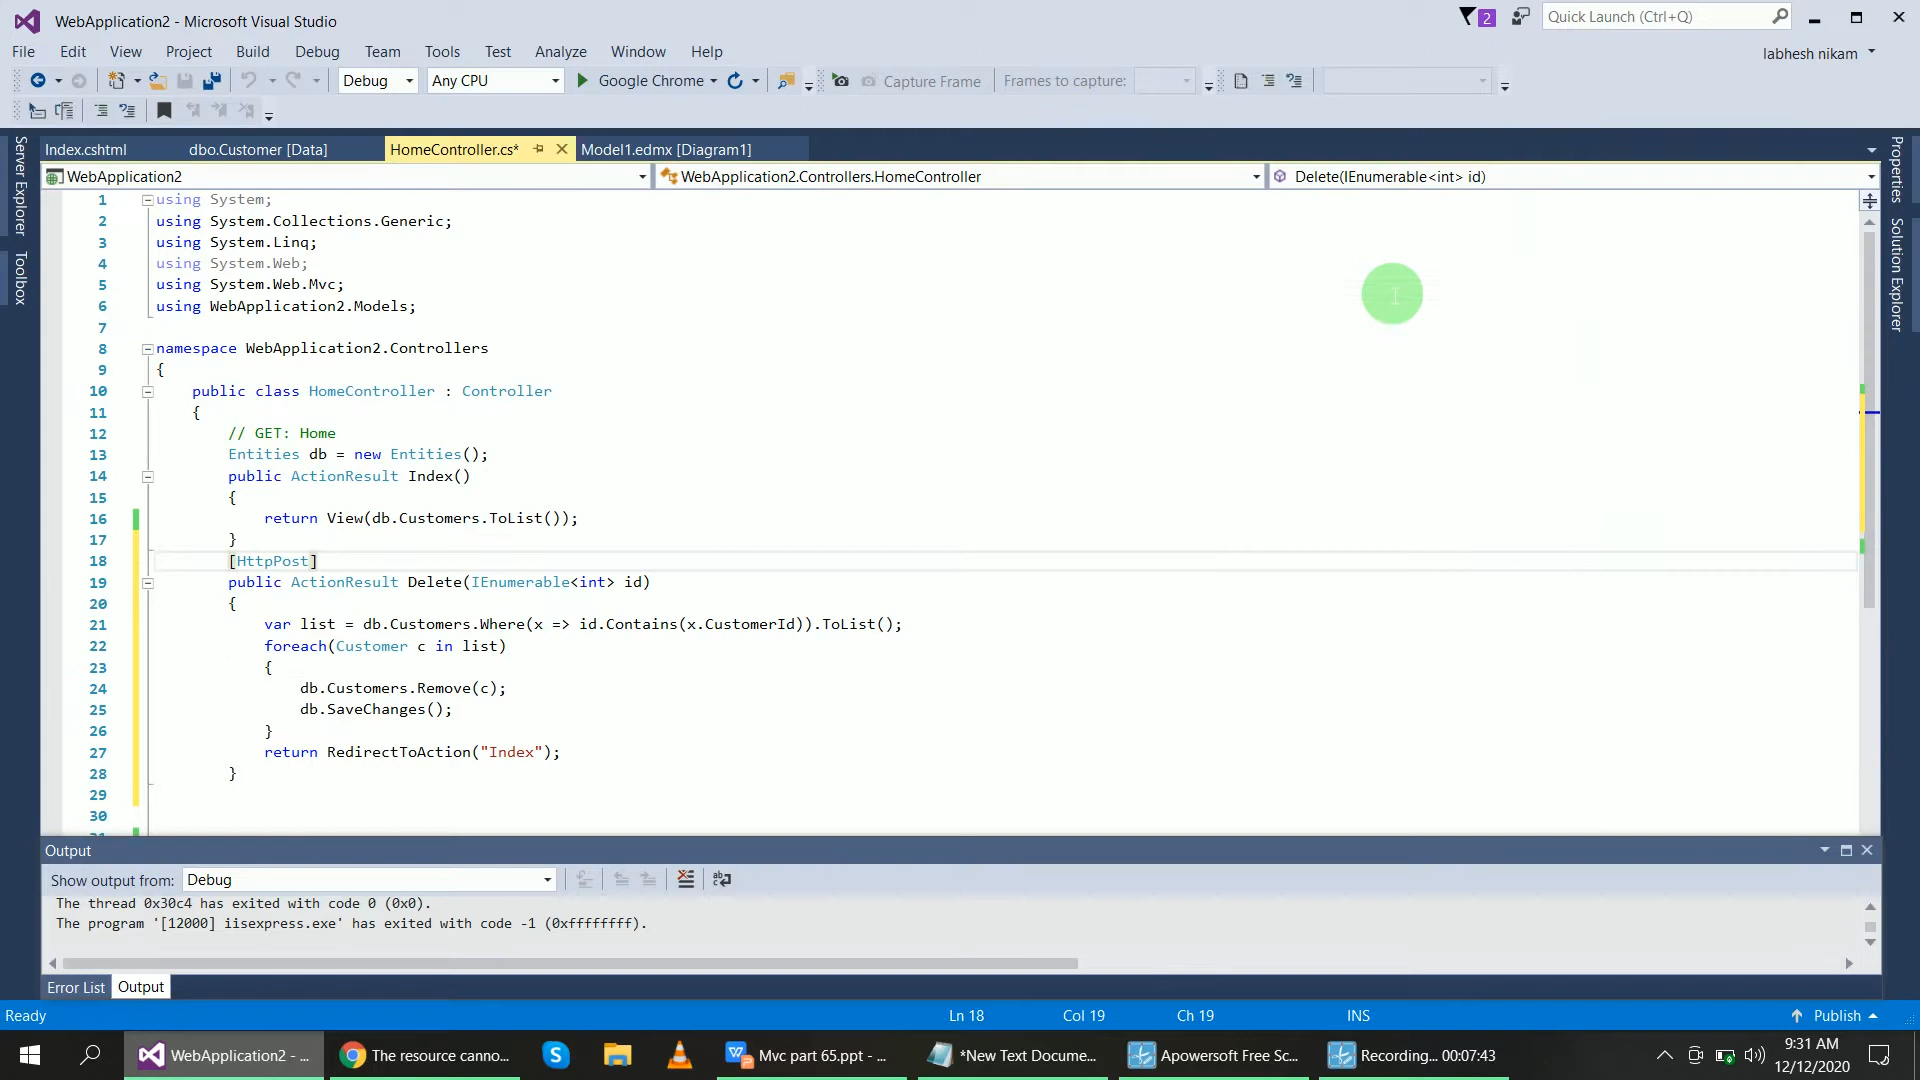 WebApplication2 - Microsoft Visual Studio
2
Quick Launch (Ctrl+Q)
File Edit View Project Build Debug Team Tools Test Analyze Window Help
labhesh nikam
Debug Any CPU Google Chrome Capture Frame Frames to capture:
Server Explorer
Toolbox
Properties
Solution Explorer
Index.cshtml dbo.Customer [Data] HomeController.cs* Model1.edmx [Diagram1]
WebApplication2 WebApplication2.Controllers.HomeController Delete(IEnumerable<int> id)
1 using System;
2 using System.Collections.Generic;
3 using System.Linq;
4 using System.Web;
5 using System.Web.Mvc;
6 using WebApplication2.Models;
7
8 namespace WebApplication2.Controllers
9 {
10 public class HomeController : Controller
11 {
12 // GET: Home
13 Entities db = new Entities();
14 public ActionResult Index()
15 {
16 return View(db.Customers.ToList());
17 }
18 [HttpPost]
19 public ActionResult Delete(IEnumerable<int> id)
20 {
21 var list = db.Customers.Where(x => id.Contains(x.CustomerId)).ToList();
22 foreach(Customer c in list)
23 {
24 db.Customers.Remove(c);
25 db.SaveChanges();
26 }
27 return RedirectToAction("Index");
28 }
29
30
Output
Show output from: Debug
The thread 0x30c4 has exited with code 0 (0x0).
The program '[12000] iisexpress.exe' has exited with code -1 (0xffffffff).
Error List Output
Ready Ln 18 Col 19 Ch 19 INS Publish
WebApplication2 - ... The resource canno... Mvc part 65.ppt - ... *New Text Docume... Apowersoft Free Sc... Recording... 00:07:43
9:31 AM
12/12/2020